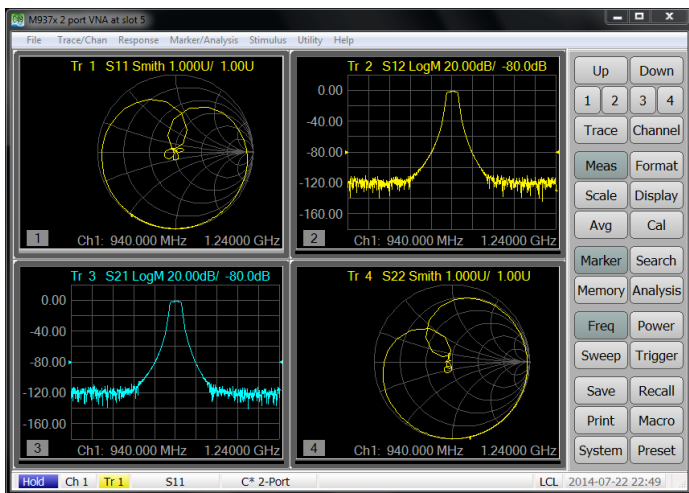 M937x 2 port VNA at slot 5
File Trace/Chan Response Marker/Analysis Stimulus Utility Help
Tr 1 S11 Smith 1.000U/ 1.00U
1
Ch1: 940.000 MHz 1.24000 GHz
Tr 2 S12 LogM 20.00dB/ -80.0dB
0.00
-40.00
-80.00
-120.00
-160.00
2
Ch1: 940.000 MHz 1.24000 GHz
Tr 3 S21 LogM 20.00dB/ -80.0dB
0.00
-40.00
-80.00
-120.00
-160.00
3
Ch1: 940.000 MHz 1.24000 GHz
Tr 4 S22 Smith 1.000U/ 1.00U
4
Ch1: 940.000 MHz 1.24000 GHz
Up Down
1 2 3 4
Trace Channel
Meas Format
Scale Display
Avg Cal
Marker Search
Memory Analysis
Freq Power
Sweep Trigger
Save Recall
Print Macro
System Preset
Hold Ch 1 Tr 1 S11 C* 2-Port LCL 2014-07-22 22:49